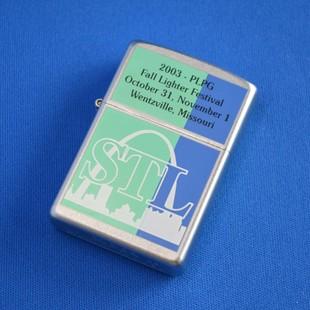 2003 - PLPG
Fall Lighter Festival
October 31, November 1
Wentzville, Missouri
STL